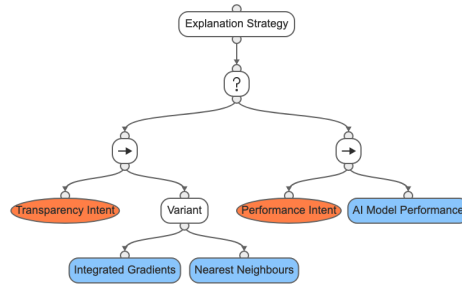 Explanation Strategy
?
→
→
Transparency Intent
Variant
Performance Intent
AI Model Performance
Integrated Gradients
Nearest Neighbours